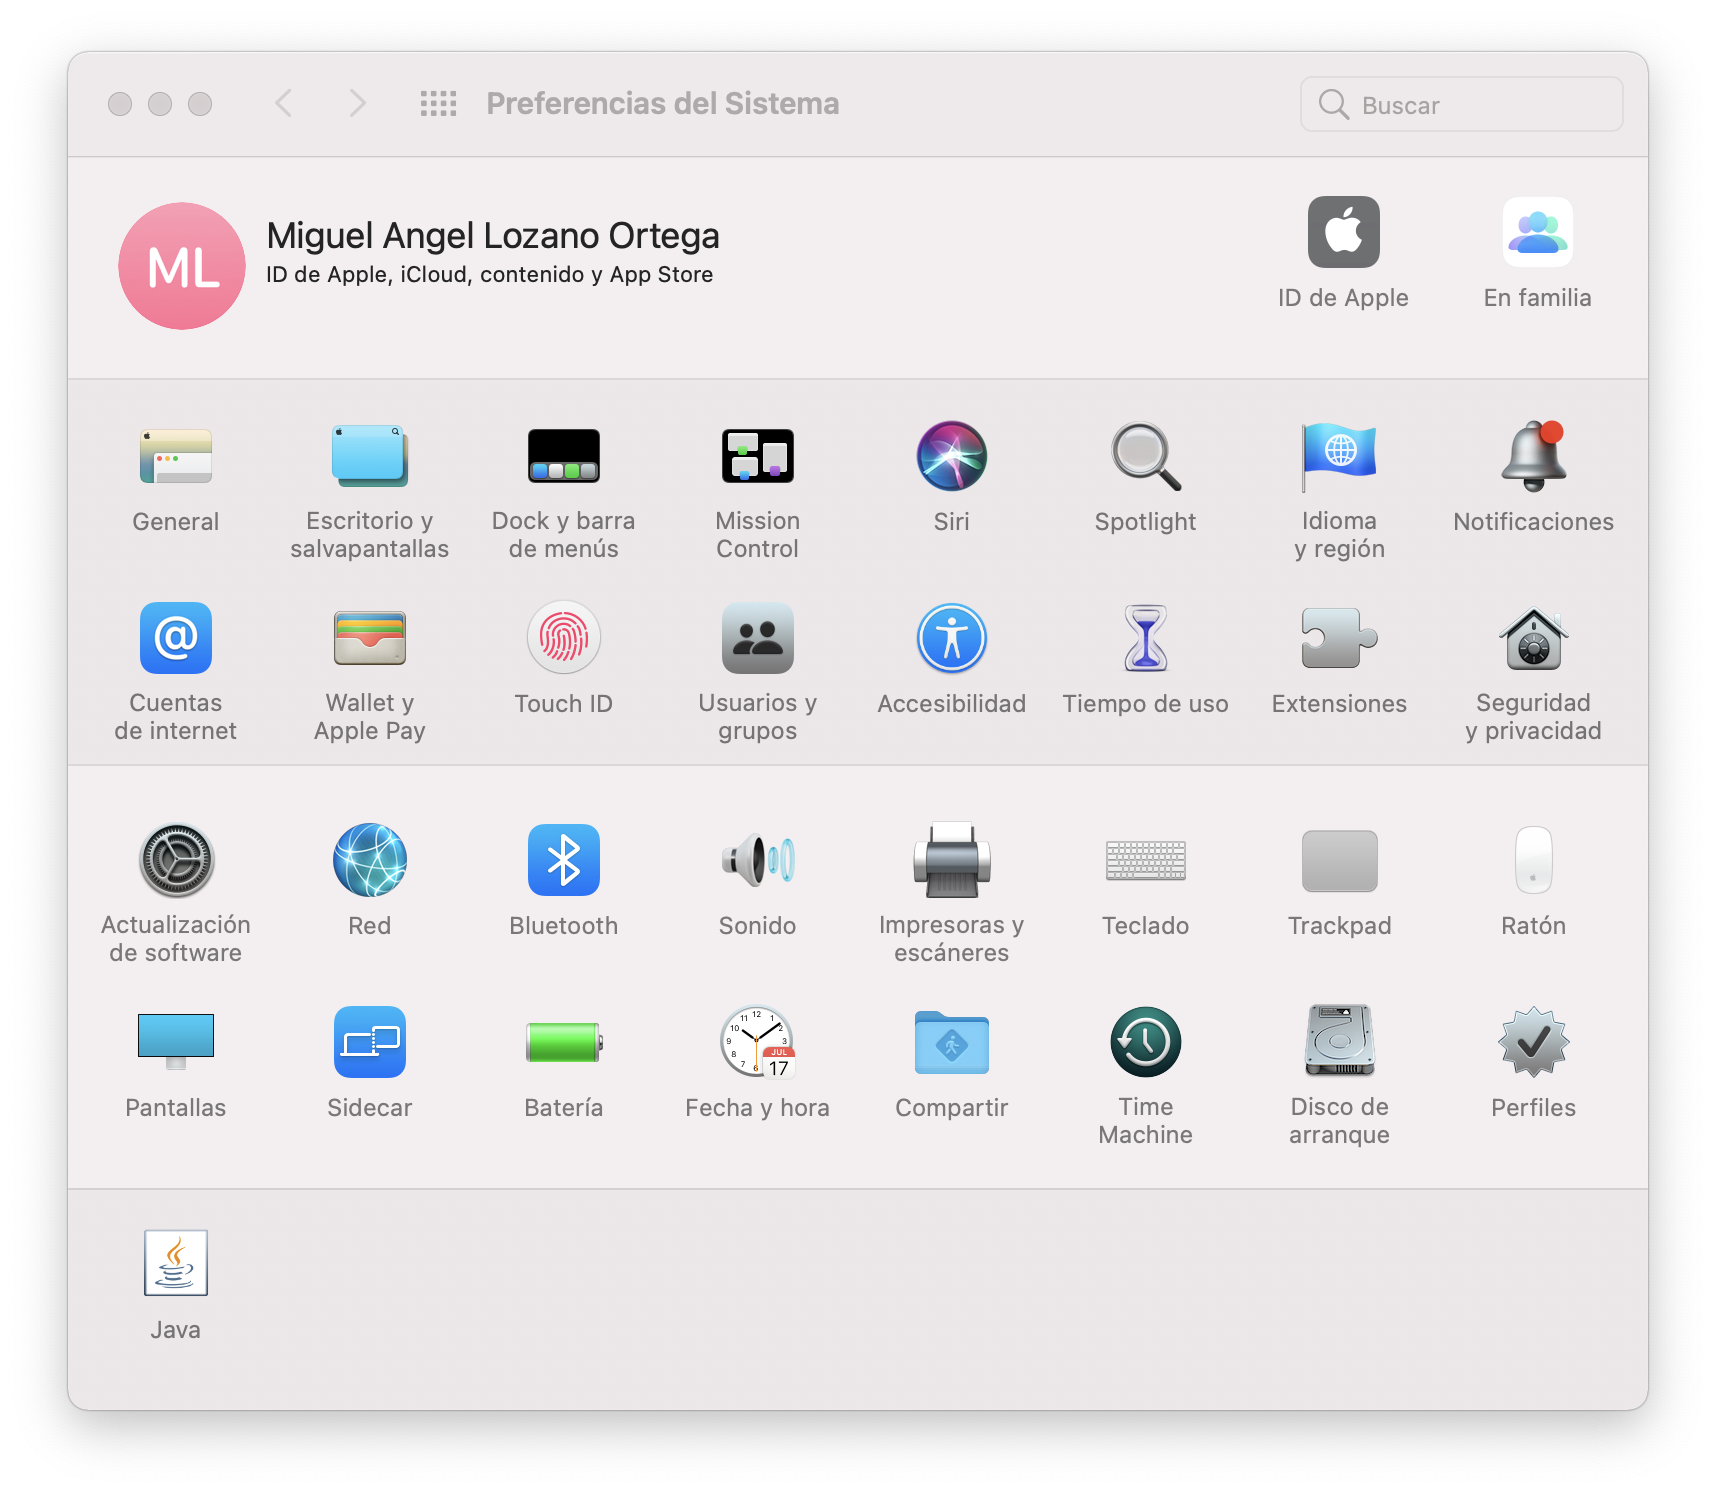 Preferencias del Sistema
Buscar
ML
Miguel Angel Lozano Ortega
ID de Apple, iCloud, contenido y App Store
ID de Apple
En familia
General
Escritorio y
salvapantallas
Dock y barra
de menús
Mission
Control
Siri
Spotlight
Idioma
y región
Notificaciones
Cuentas
de internet
Wallet y
Apple Pay
Touch ID
Usuarios y
grupos
Accesibilidad
Tiempo de uso
Extensiones
Seguridad
y privacidad
Actualización
de software
Red
Bluetooth
Sonido
Impresoras y
escáneres
Teclado
Trackpad
Ratón
Pantallas
Sidecar
Batería
JUL
17
Fecha y hora
Compartir
Time
Machine
Disco de
arranque
Perfiles
Java